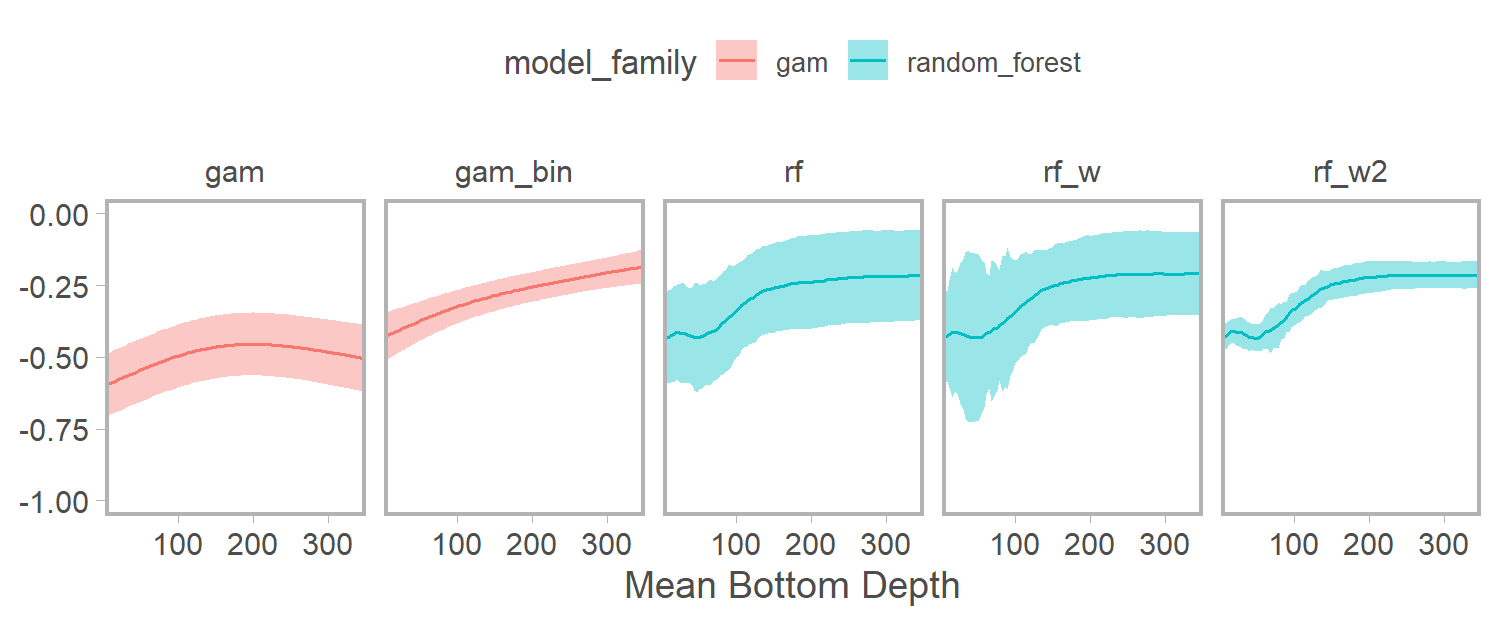 model_family gam random_forest
gam gam_bin rf rf_w rf_w2
0.00
-0.25
-0.50
-0.75
-1.00
100 200 300 100 200 300 100 200 300 100 200 300 100 200 300
Mean Bottom Depth